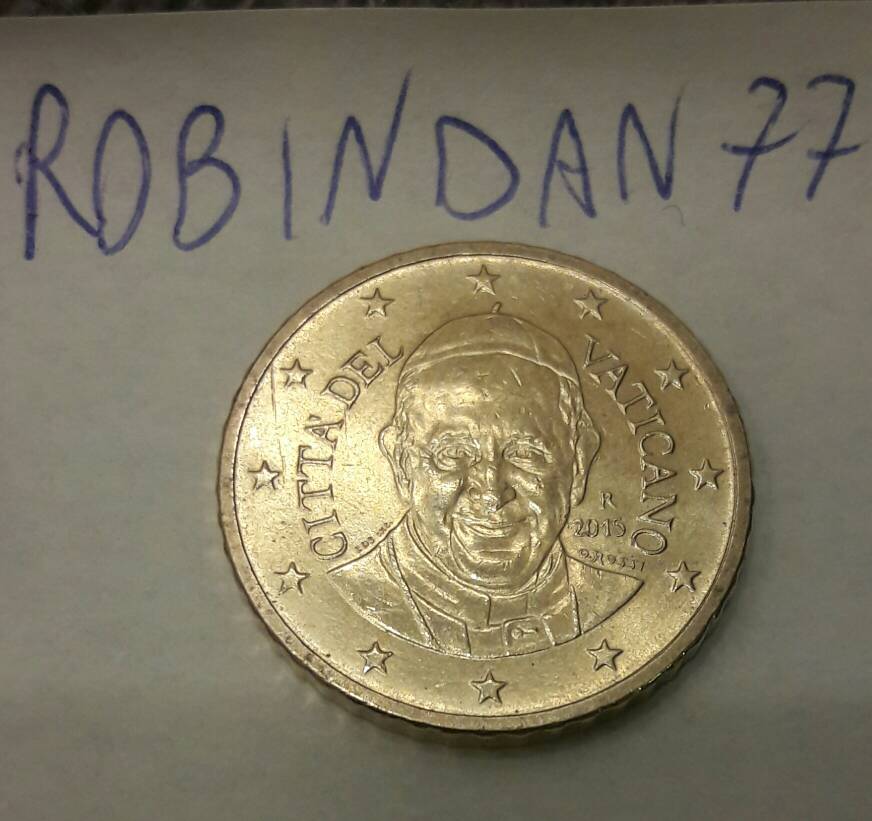 ROBINDAN77
CITTA' DEL VATICANO
R
2015